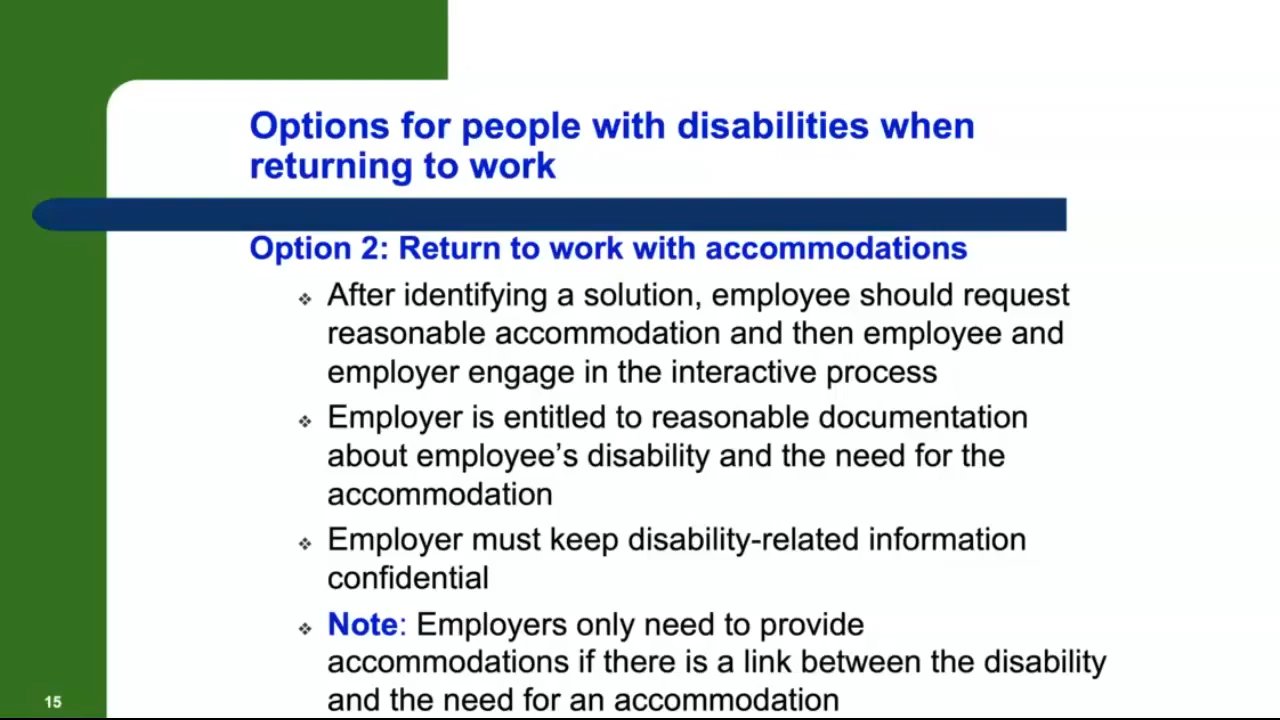 Options for people with disabilities when
returning to work
Option 2: Return to work with accommodations
After identifying a solution, employee should request
reasonable accommodation and then employee and
employer engage in the interactive process
Employer is entitled to reasonable documentation
about employee’s disability and the need for the
accommodation
Employer must keep disability-related information
confidential
Note: Employers only need to provide
accommodations if there is a link between the disability
and the need for an accommodation
15